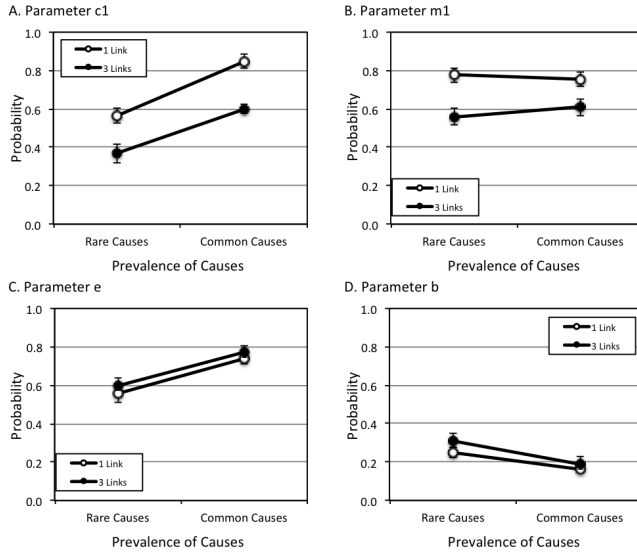 A. Parameter c1
1.0
0.8
0.6
0.4
0.2
0.0
Probability
1 Link
3 Links
Rare Causes
Common Causes
Prevalence of Causes
B. Parameter m1
1.0
0.8
0.6
0.4
0.2
0.0
Probability
1 Link
3 Links
Rare Causes
Common Causes
Prevalence of Causes
C. Parameter e
1.0
0.8
0.6
0.4
0.2
0.0
Probability
1 Link
3 Links
Rare Causes
Common Causes
Prevalence of Causes
D. Parameter b
1.0
0.8
0.6
0.4
0.2
0.0
Probability
1 Link
3 Links
Rare Causes
Common Causes
Prevalence of Causes